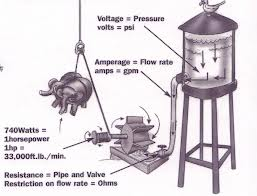 Voltage = Pressure
volts = psi
Amperage = Flow rate
amps = gpm
740Watts =
1horsepower
1hp =
33,000ft.lb./min.
Resistance = Pipe and Valve
Restriction on flow rate = Ohms